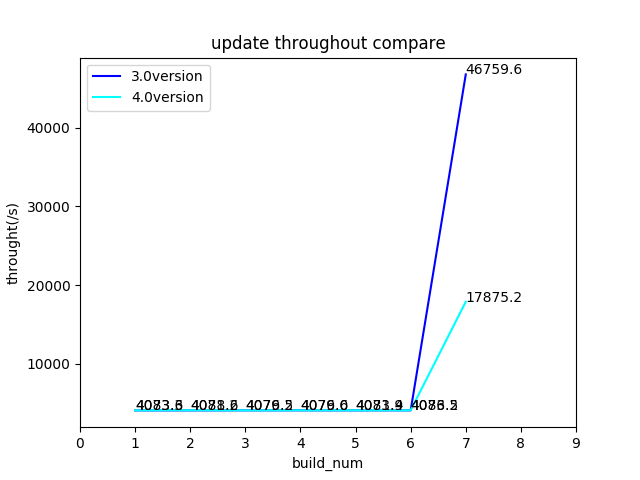 update throughout compare
3.0version
4.0version
46759.6
17875.2
throught(/s)
40000
30000
20000
10000
0 1 2 3 4 5 6 7 8 9
build_num